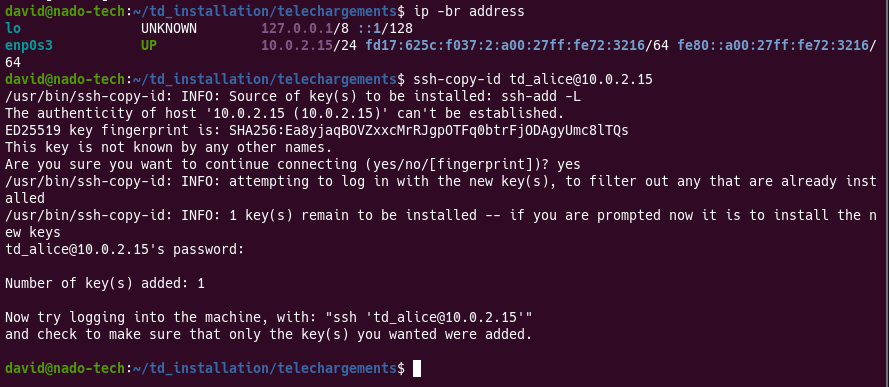 david@nado-tech:~/td_installation/telechargements$ ip -br address
lo               UNKNOWN        127.0.0.1/8 ::1/128
enp0s3           UP             10.0.2.15/24 fd17:625c:f037:2:a00:27ff:fe72:3216/64 fe80::a00:27ff:fe72:3216/
64
david@nado-tech:~/td_installation/telechargements$ ssh-copy-id td_alice@10.0.2.15
/usr/bin/ssh-copy-id: INFO: Source of key(s) to be installed: ssh-add -L
The authenticity of host '10.0.2.15 (10.0.2.15)' can't be established.
ED25519 key fingerprint is: SHA256:Ea8yjaqBOVZxxcMrRJgpOTFq0btrFjODAgyUmc8lTQs
This key is not known by any other names.
Are you sure you want to continue connecting (yes/no/[fingerprint])? yes
/usr/bin/ssh-copy-id: INFO: attempting to log in with the new key(s), to filter out any that are already inst
alled
/usr/bin/ssh-copy-id: INFO: 1 key(s) remain to be installed -- if you are prompted now it is to install the n
ew keys
td_alice@10.0.2.15's password:
Number of key(s) added: 1
Now try logging into the machine, with: "ssh 'td_alice@10.0.2.15'"
and check to make sure that only the key(s) you wanted were added.
david@nado-tech:~/td_installation/telechargements$